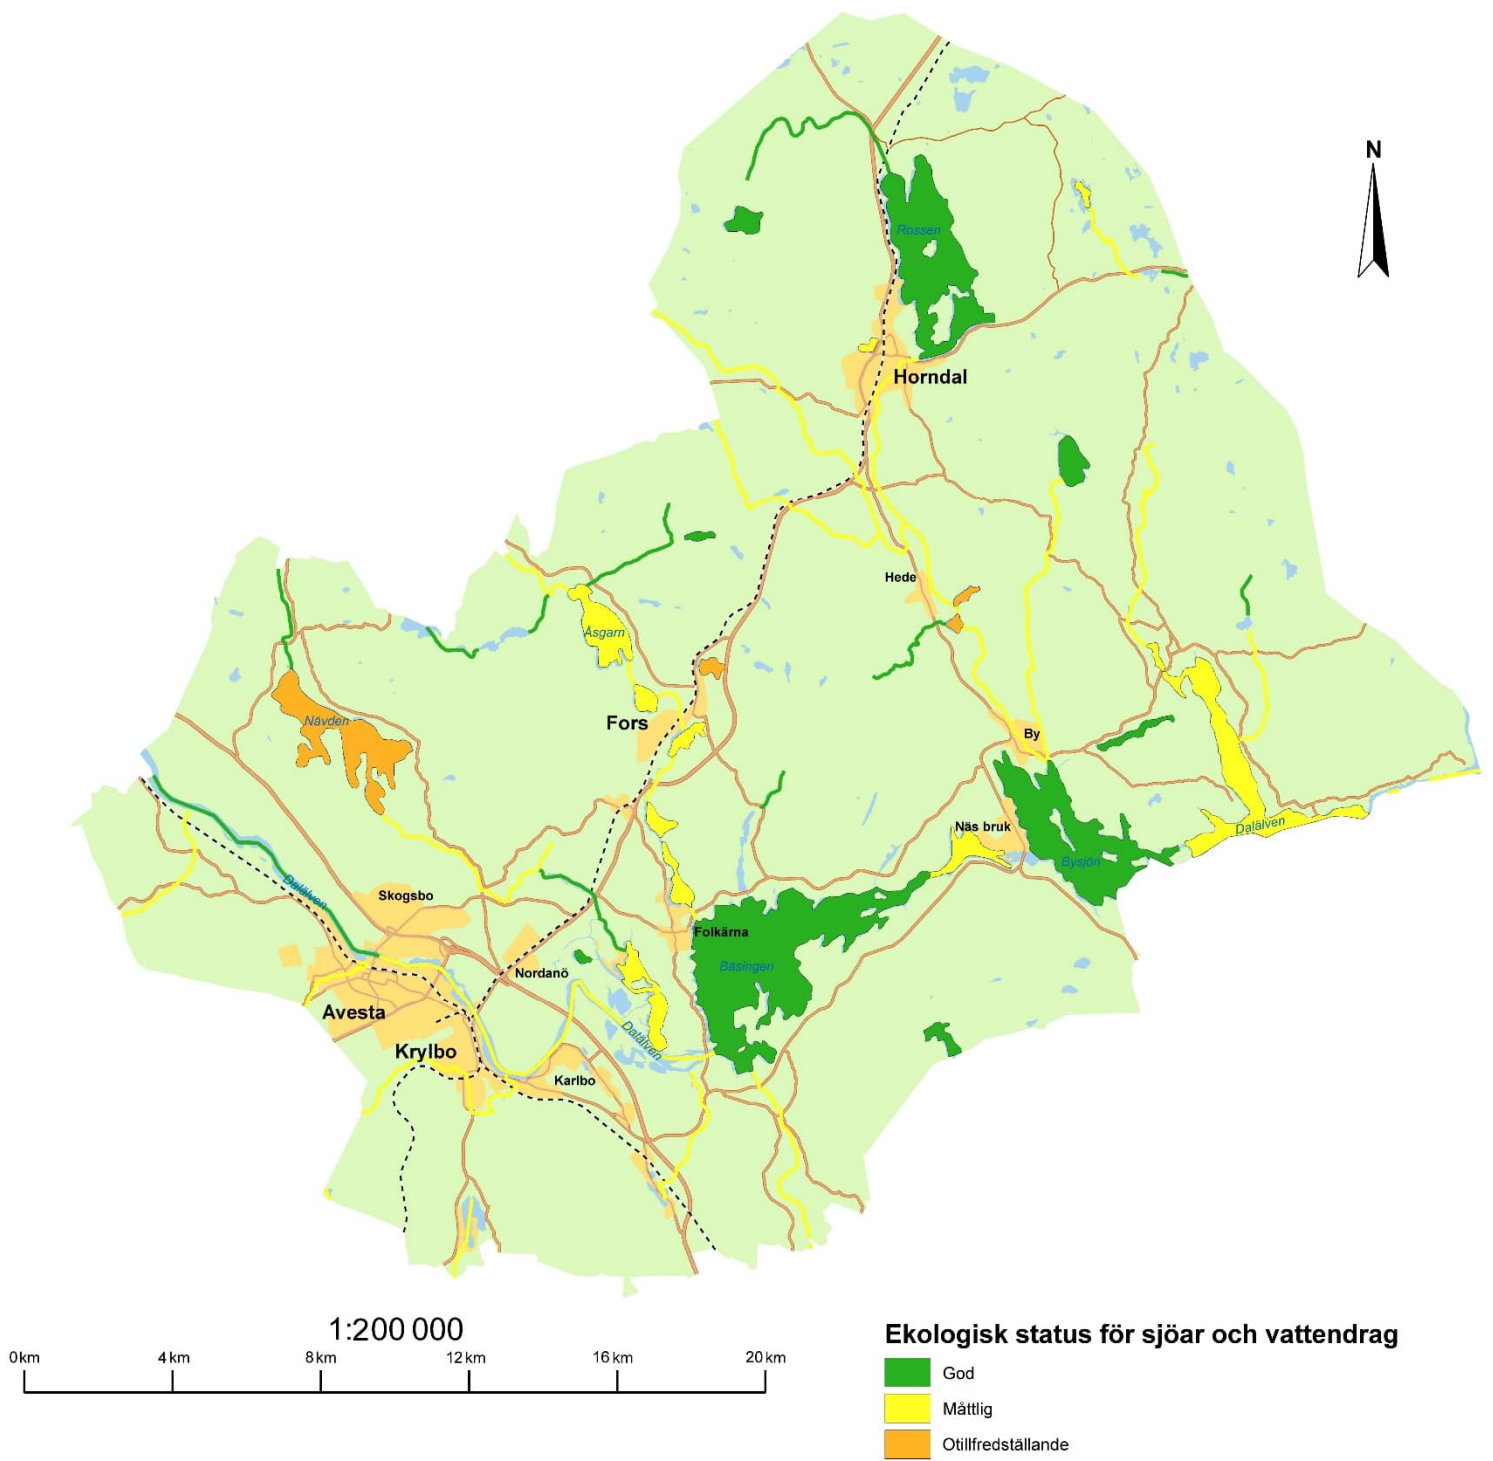 N
Rossen
Horndal
Hede
Åsgarn
Nävden
Fors
By
Dalälven
Näs bruk
Bysjön
Dalälven
Skogsbo
Folkärna
Bäsingen
Nordanö
Avesta
Dalälven
Krylbo
Karlbo
1:200 000
0 km 4 km 8 km 12 km 16 km 20 km
Ekologisk status för sjöar och vattendrag
God
Måttlig
Otillfredställande